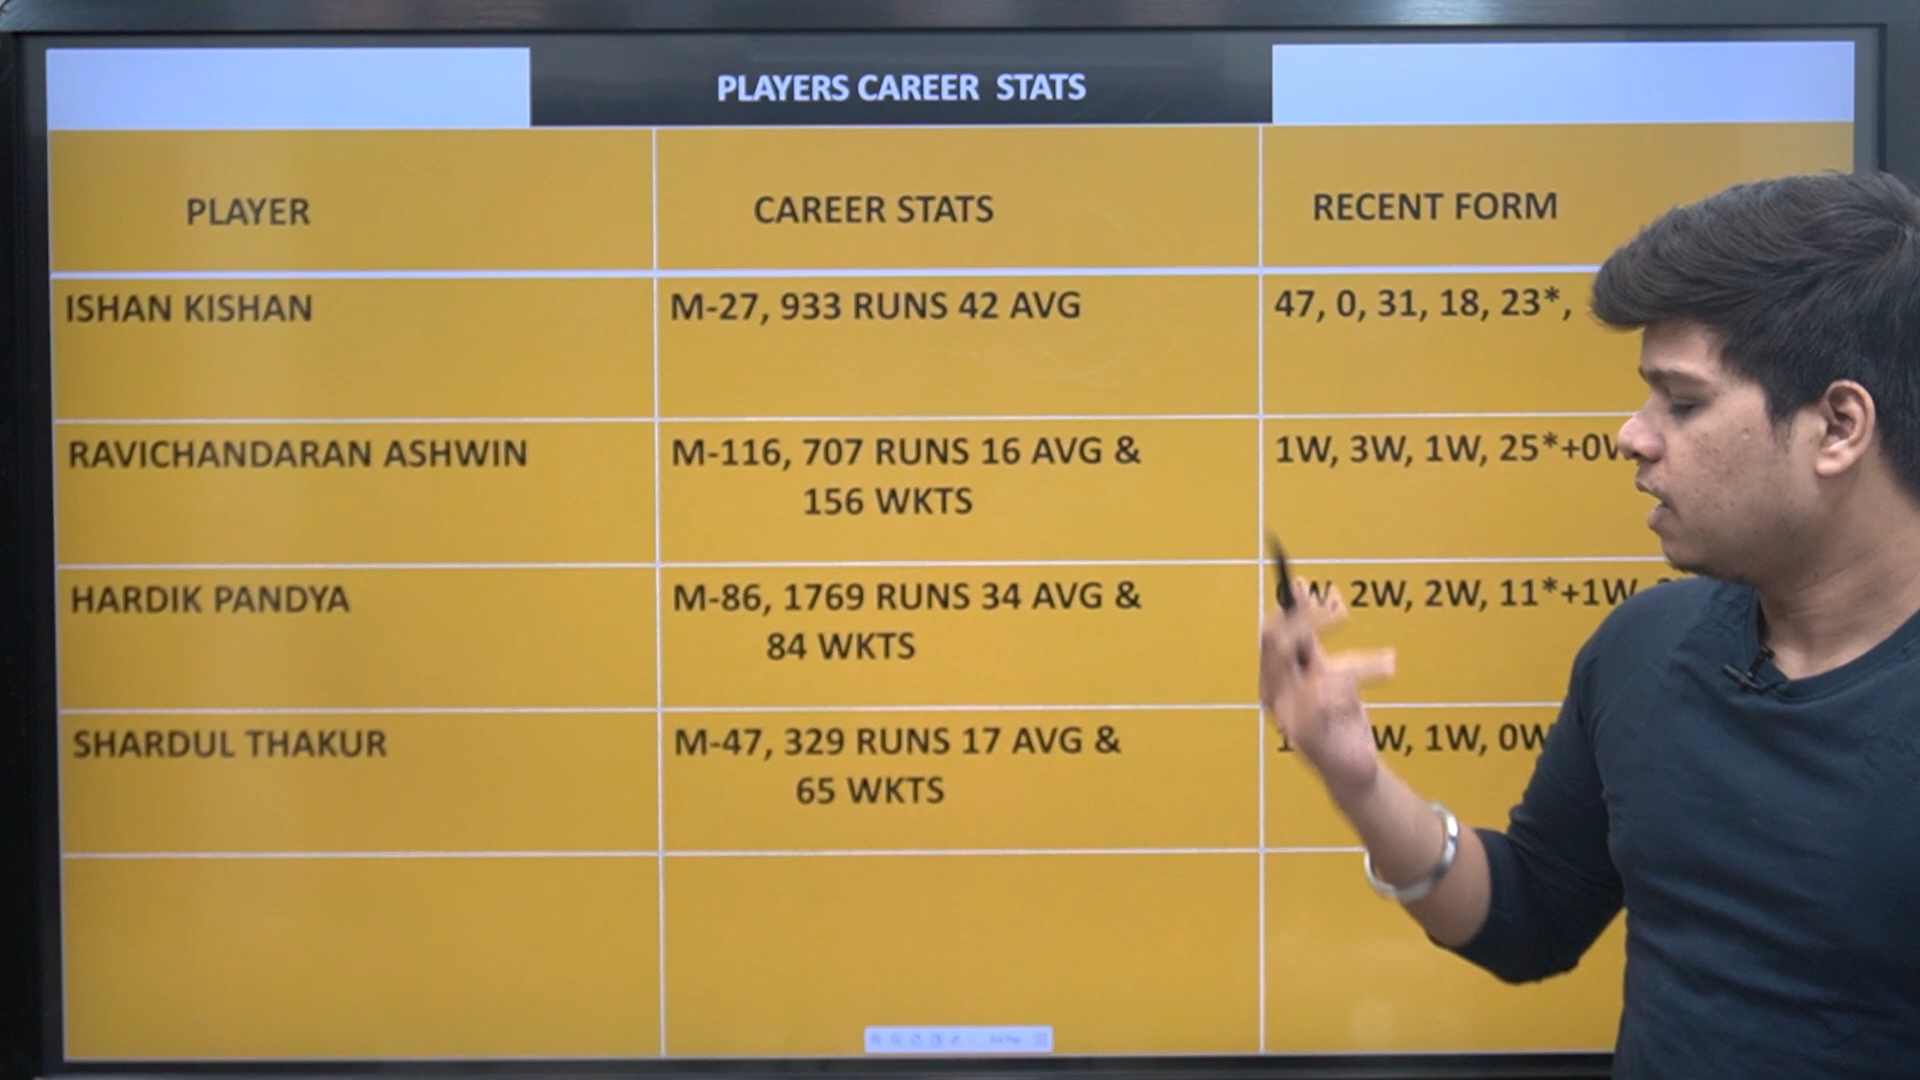 PLAYERS CAREER STATS
PLAYER CAREER STATS RECENT FORM
ISHAN KISHAN M-27, 933 RUNS 42 AVG 47, 0, 31, 18, 23*,
RAVICHANDARAN ASHWIN M-116, 707 RUNS 16 AVG & 1W, 3W, 1W, 25*+0W
156 WKTS
HARDIK PANDYA M-86, 1769 RUNS 34 AVG & 2W, 2W, 11*+1W,
84 WKTS
SHARDUL THAKUR M-47, 329 RUNS 17 AVG & 1W, 0W
65 WKTS